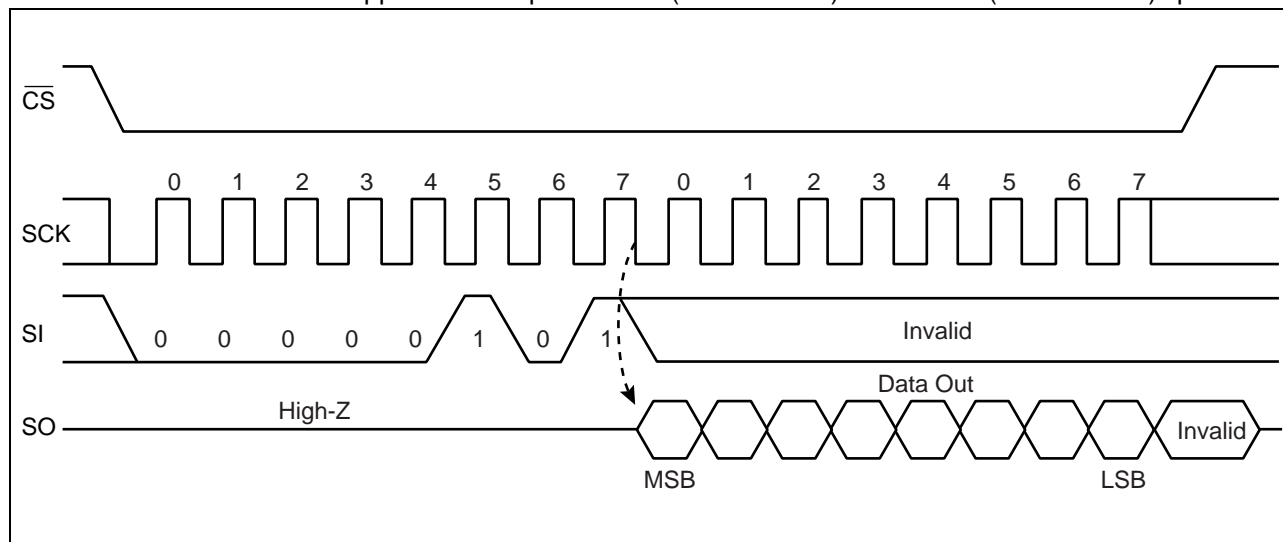 CS
0 1 2 3 4 5 6 7 0 1 2 3 4 5 6 7
SCK
SI
0 0 0 0 0 1 0 1
Invalid
Data Out
High-Z
SO
Invalid
MSB
LSB